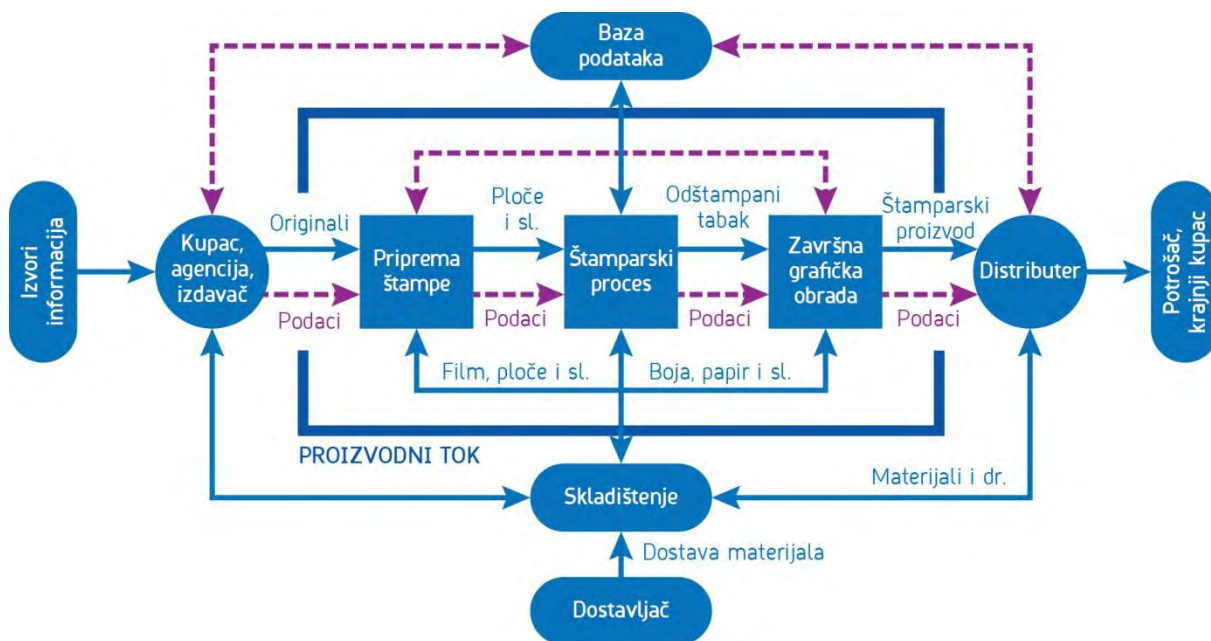 Baza
podataka
Izvori
informacija
Kupac,
agencija,
izdavač
Originali
Priprema
štampe
Ploče
i sl.
Štamparski
proces
Odštampani
tabak
Završna
grafička
obrada
Štamparski
proizvod
Distributer
Potrošač,
krajnji kupac
Podaci
Podaci
Podaci
Podaci
Film, ploče i sl.
Boja, papir i sl.
PROIZVODNI TOK
Skladištenje
Materijali i dr.
Dostava materijala
Dostavljač